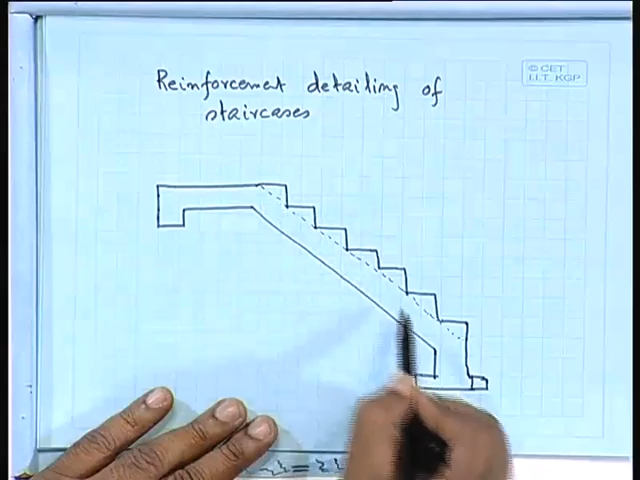 © CET
I.I.T. KGP
Reinforcement detailing of
staircases